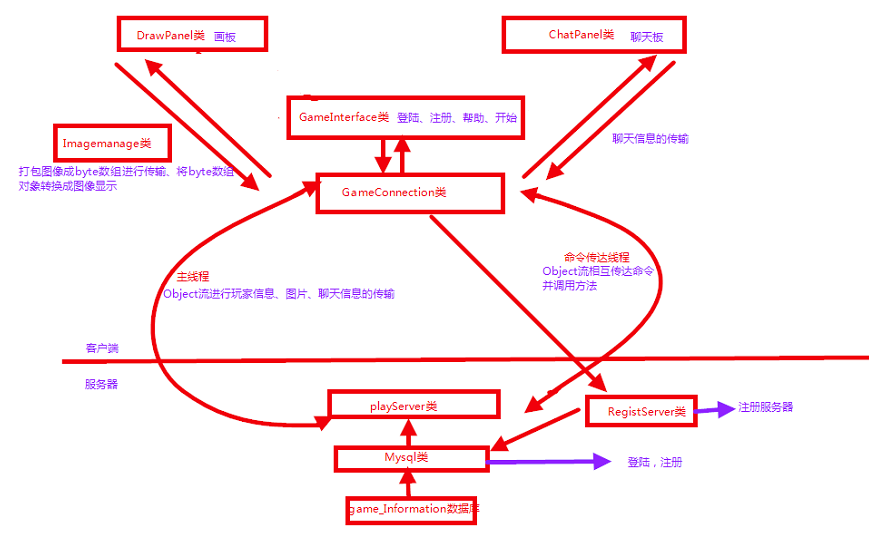 DrawPanel类 画板
ChatPanel类 聊天板
GameInterface类 登陆、注册、帮助、开始
Imagemanage类
聊天信息的传输
打包图像成byte数组进行传输、将byte数组
对象转换成图像显示
GameConnection类
命令传达线程
Object流相互传达命令
并调用方法
主线程
Object流进行玩家信息、图片、聊天信息的传输
客户端
服务器
playServer类
RegistServer类
注册服务器
Mysql类
登陆，注册
game_Information数据库